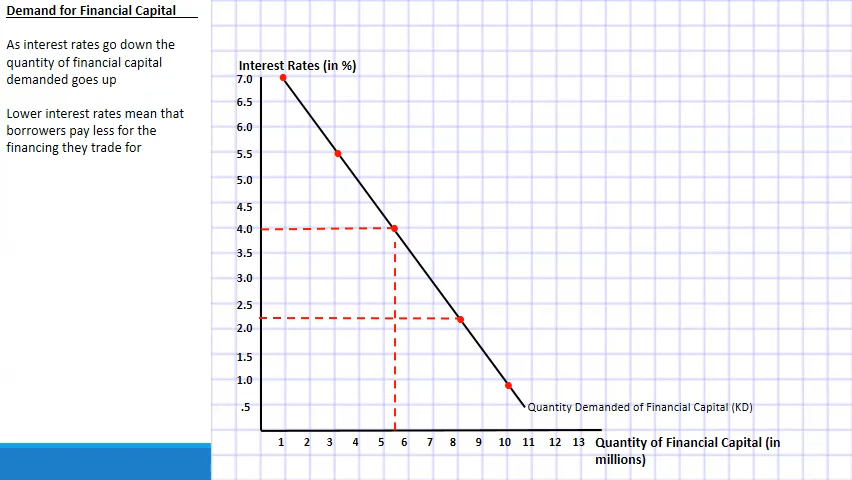 Demand for Financial Capital
As interest rates go down the
quantity of financial capital
demanded goes up
Lower interest rates mean that
borrowers pay less for the
financing they trade for
Interest Rates (in %)
7.0
6.5
6.0
5.5
5.0
4.5
4.0
3.5
3.0
2.5
2.0
1.5
1.0
.5
Quantity Demanded of Financial Capital (KD)
1 2 3 4 5 6 7 8 9 10 11 12 13
Quantity of Financial Capital (in
millions)